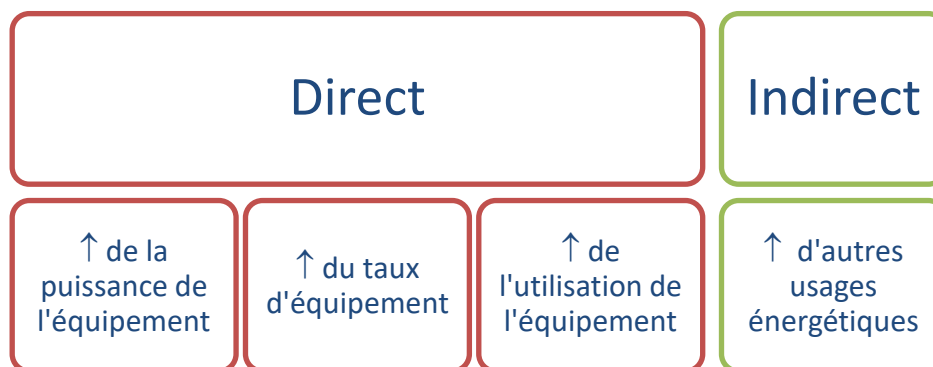 Direct
Indirect
↑ de la
puissance de
l'équipement
↑ du taux
d'équipement
↑ de
l'utilisation de
l'équipement
↑ d'autres
usages
énergétiques